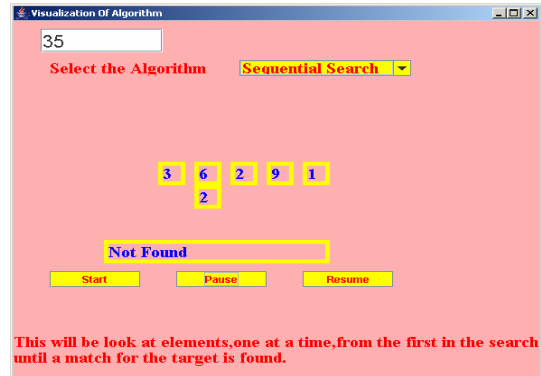 Visualization Of Algorithm
35
Select the Algorithm Sequential Search
3 6 2 9 1
2
Not Found
Start Pause Resume
This will be look at elements,one at a time,from the first in the search
until a match for the target is found.